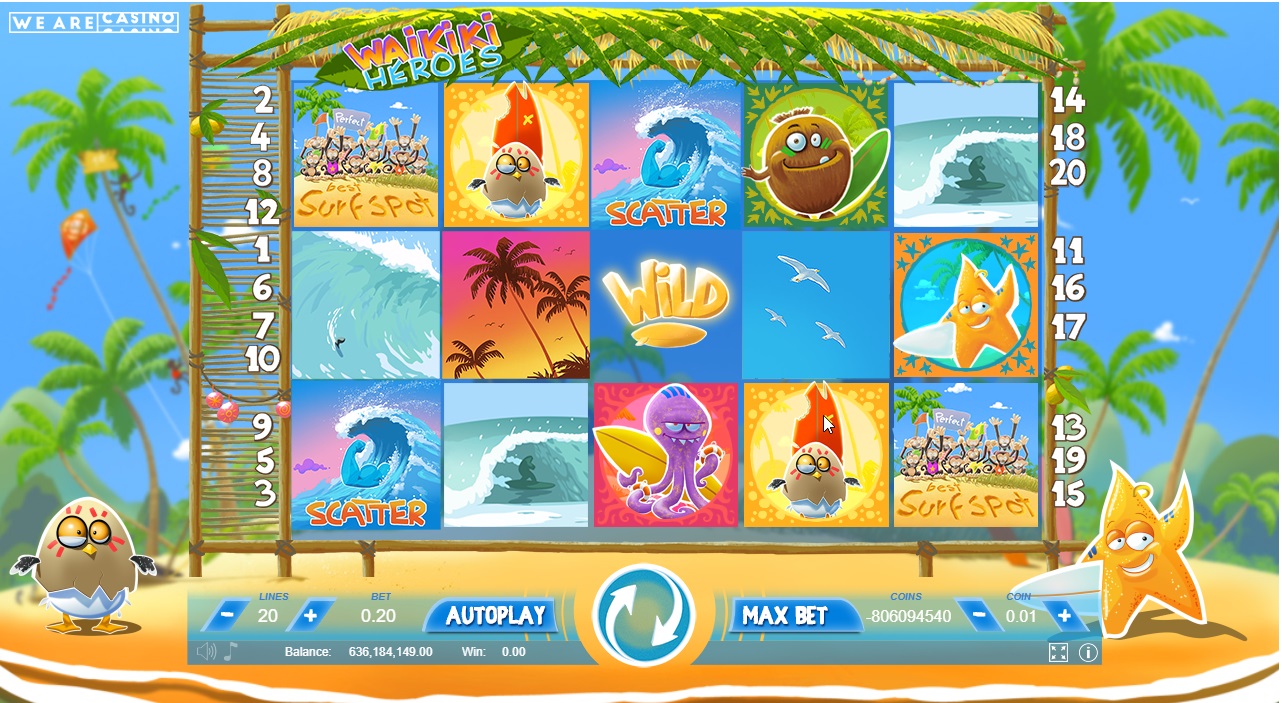 WE ARE CASINO
WAIKIKI
HEROES
2
4
8
12
1
6
7
10
9
5
3
Perfect
best
Surf spot
SCATTER
WiLD
SCATTER
Perfect
best
Surf spot
14
18
20
11
16
17
13
19
15
LINES
- 20 +
BET
0.20
AUTOPLAY
MAX BET
COINS
-806094540
COIN
- 0.01 +
Balance: 636,184,149.00 Win: 0.00